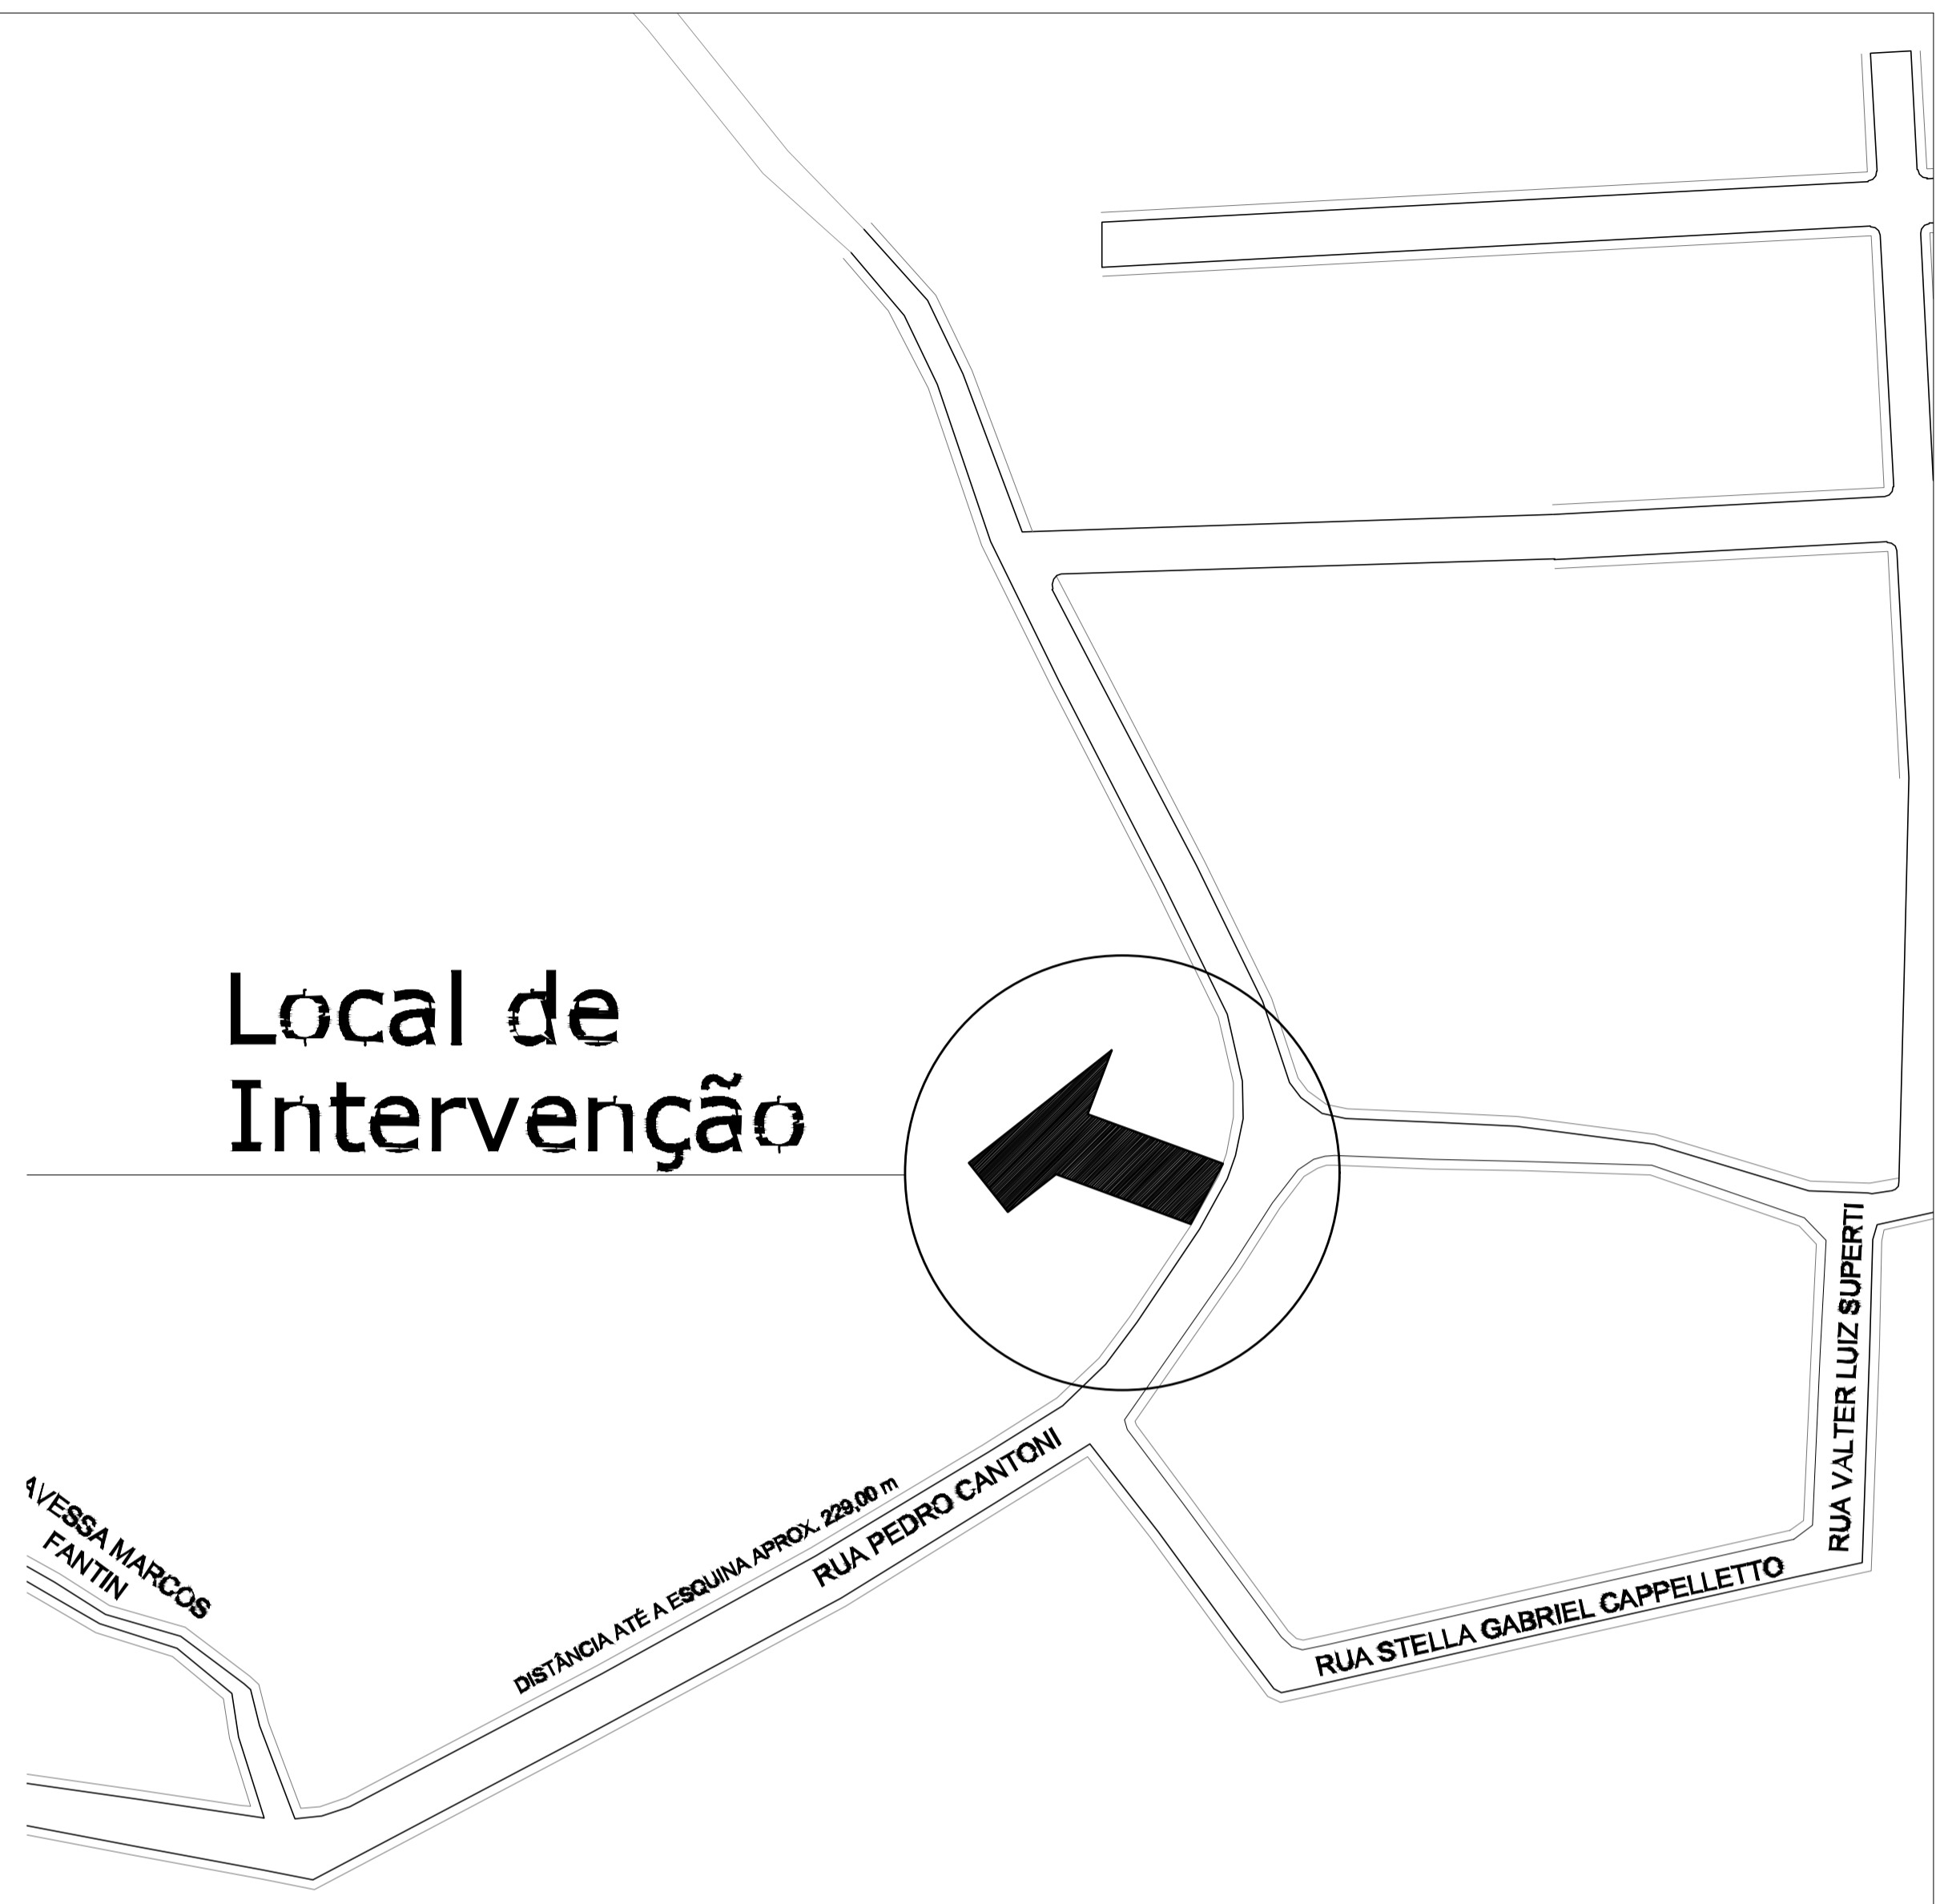 Local de
Intervenção
RUA VALTER LUIZ SUPERTI
DISTÂNCIA ATÉ A ESQUINA APROX. 229,00 m
RUA PEDRO CANTONI
AVESSA MARCOS
FANTIN
RUA STELLA GABRIEL CAPPELLETTO